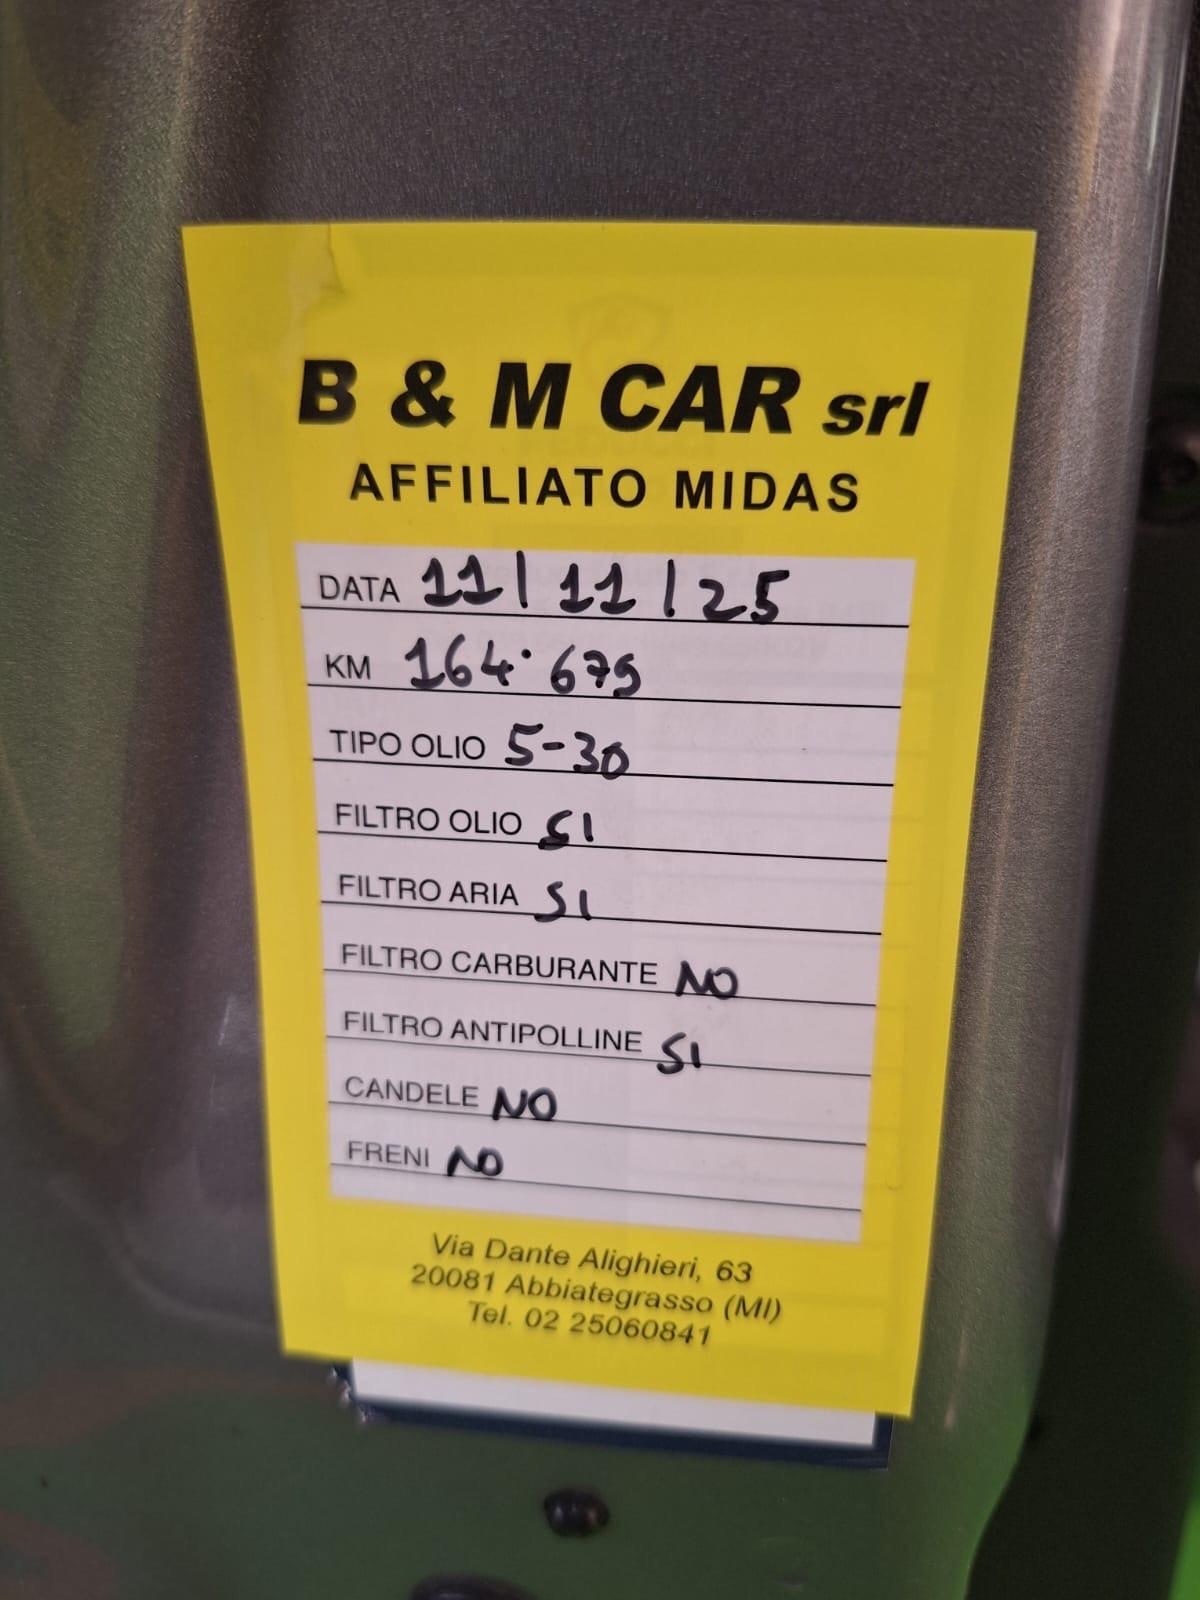 B & M CAR srl
AFFILIATO MIDAS
DATA 11/11/25
KM 164.679
TIPO OLIO 5-30
FILTRO OLIO SI
FILTRO ARIA SI
FILTRO CARBURANTE NO
FILTRO ANTIPOLLINE SI
CANDELE NO
FRENI NO
Via Dante Alighieri, 63
20081 Abbiategrasso (MI)
Tel. 02 25060841